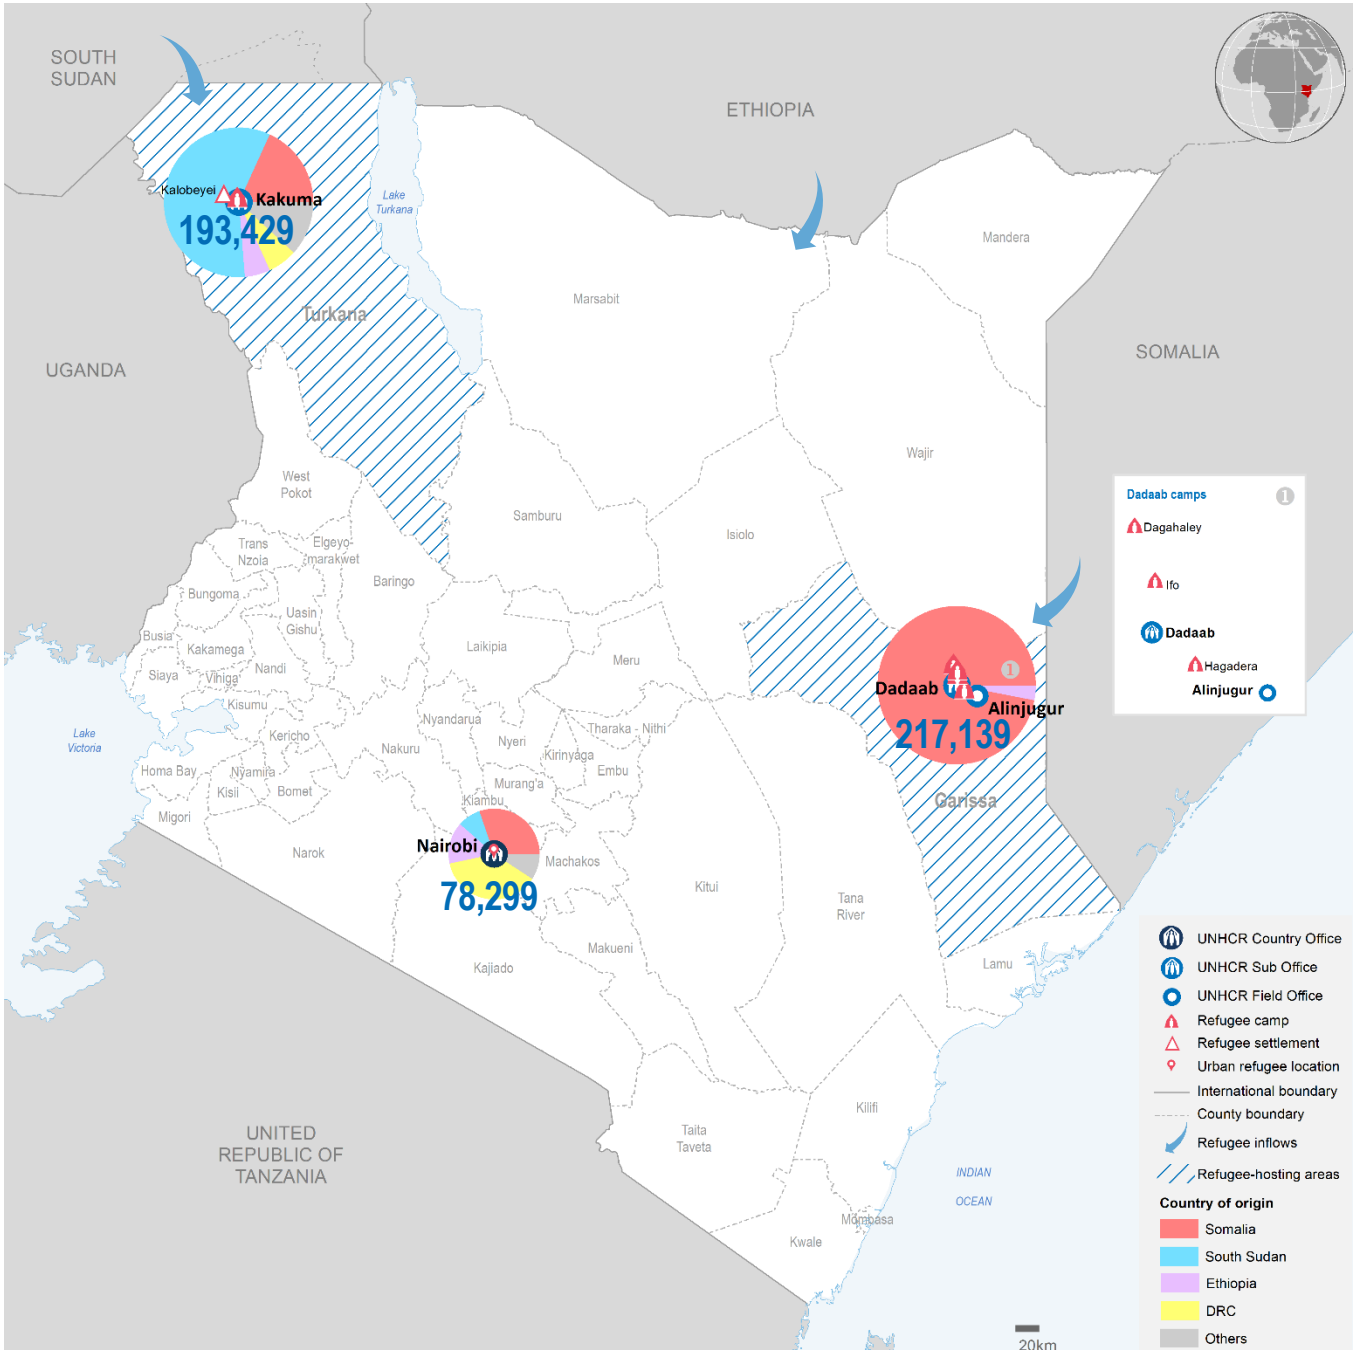 SOUTH
SUDAN
ETHIOPIA
Kalobeyei
Kakuma
193,429
Lake
Turkana
Mandera
Marsabit
Turkana
SOMALIA
UGANDA
Wajir
West
Pokot
Samburu
Isiolo
Dadaab camps
1
Dagahaley
Ifo
Dadaab
Hagadera
Alinjugur
Trans
Nzoia
Elgeyo-
marakwet
Baringo
Bungoma
Uasin
Gishu
Busia
Kakamega
Laikipia
Meru
Siaya
Vihiga
Nandi
Kisumu
1
Dadaab
Alinjugur
217,139
Lake
Victoria
Kericho
Nyandarua
Nakuru
Nyeri
Tharaka - Nithi
Kirinyaga
Embu
Homa Bay
Nyamira
Kisii
Bomet
Murang'a
Kiambu
Garissa
Migori
Narok
Nairobi
78,299
Machakos
Kitui
Tana
River
Makueni
Kajiado
Lamu
UNHCR Country Office
UNHCR Sub Office
UNHCR Field Office
Refugee camp
Refugee settlement
Urban refugee location
International boundary
County boundary
Refugee inflows
Refugee-hosting areas
Country of origin
Somalia
South Sudan
Ethiopia
DRC
Others
Kilifi
Taita
Taveta
UNITED
REPUBLIC OF
TANZANIA
INDIAN
OCEAN
Mombasa
Kwale
20km